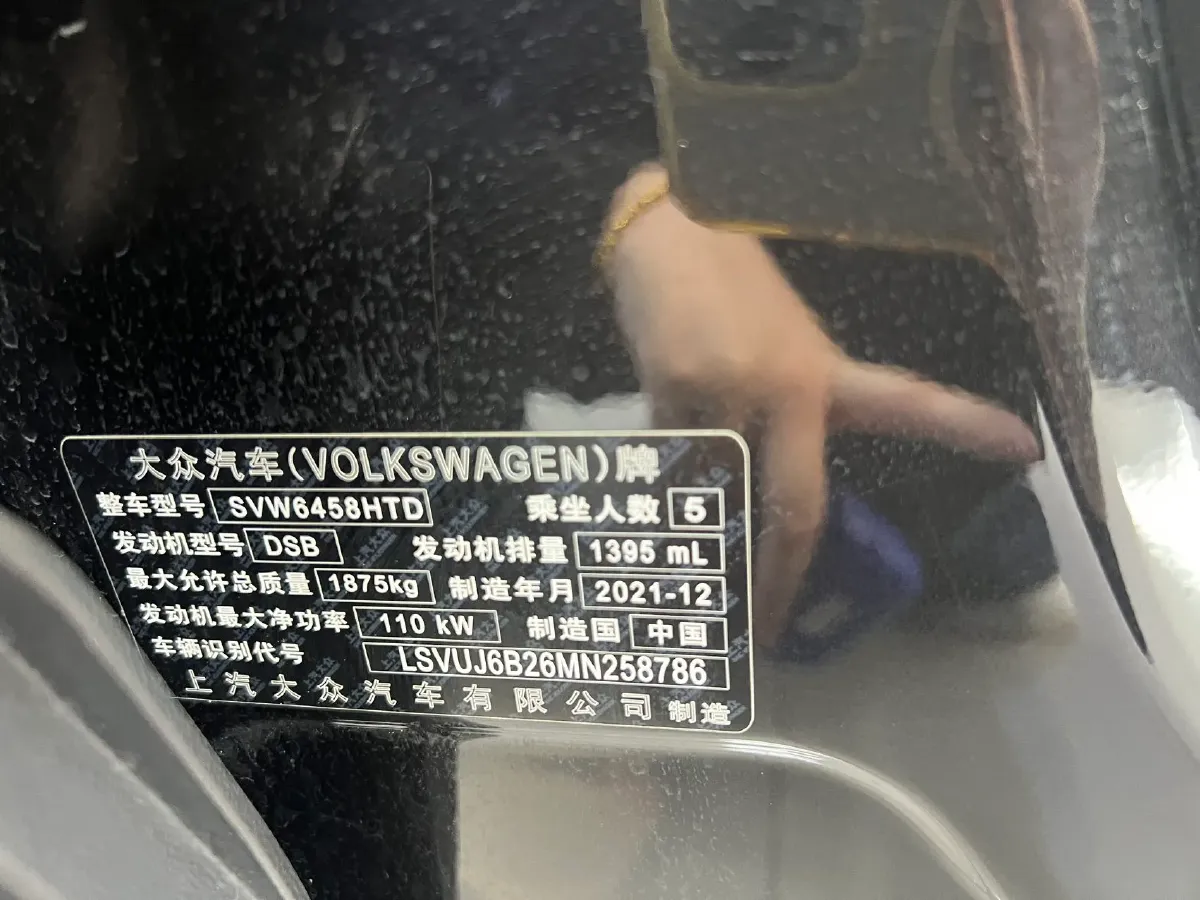 大众汽车(VOLKSWAGEN)牌
整车型号 SVW6458HTD 乘坐人数 5
发动机型号 DSB 发动机排量 1395 mL
最大允许总质量 1875kg 制造年月 2021-12
发动机最大净功率 110 kW 制造国 中国
车辆识别代号 LSVUJ6B26MN258786
上汽大众汽车有限公司 制造